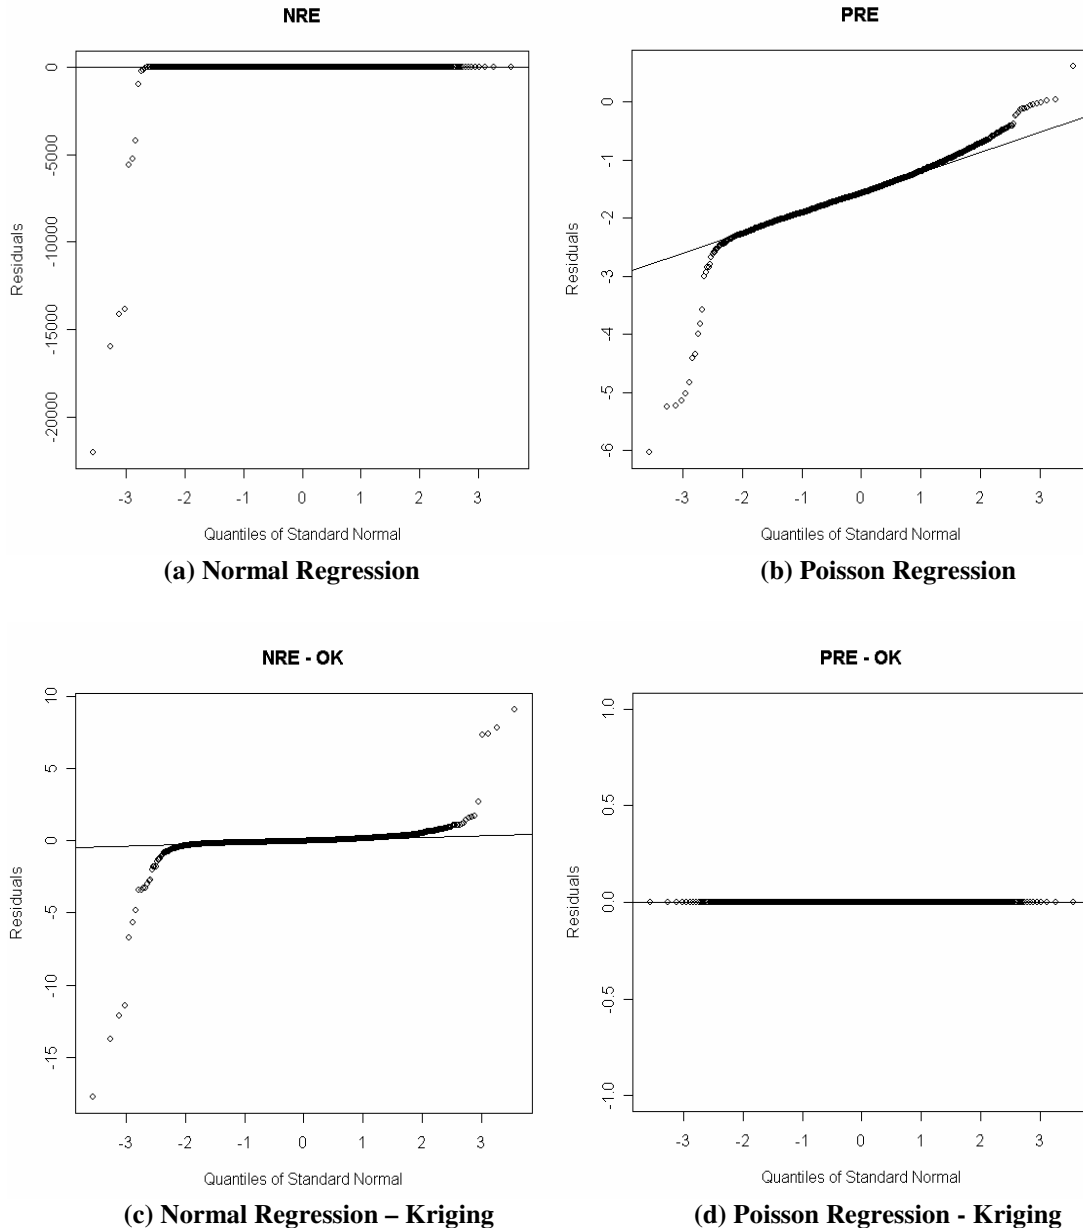 NRE
0
-5000
-10000
-15000
-20000
Residuals
-3 -2 -1 0 1 2 3
Quantiles of Standard Normal
(a) Normal Regression
PRE
0
-1
-2
-3
-4
-5
-6
Residuals
-3 -2 -1 0 1 2 3
Quantiles of Standard Normal
(b) Poisson Regression
NRE - OK
10
5
0
-5
-10
-15
Residuals
-3 -2 -1 0 1 2 3
Quantiles of Standard Normal
(c) Normal Regression – Kriging
PRE - OK
1.0
0.5
0.0
-0.5
-1.0
Residuals
-3 -2 -1 0 1 2 3
Quantiles of Standard Normal
(d) Poisson Regression - Kriging